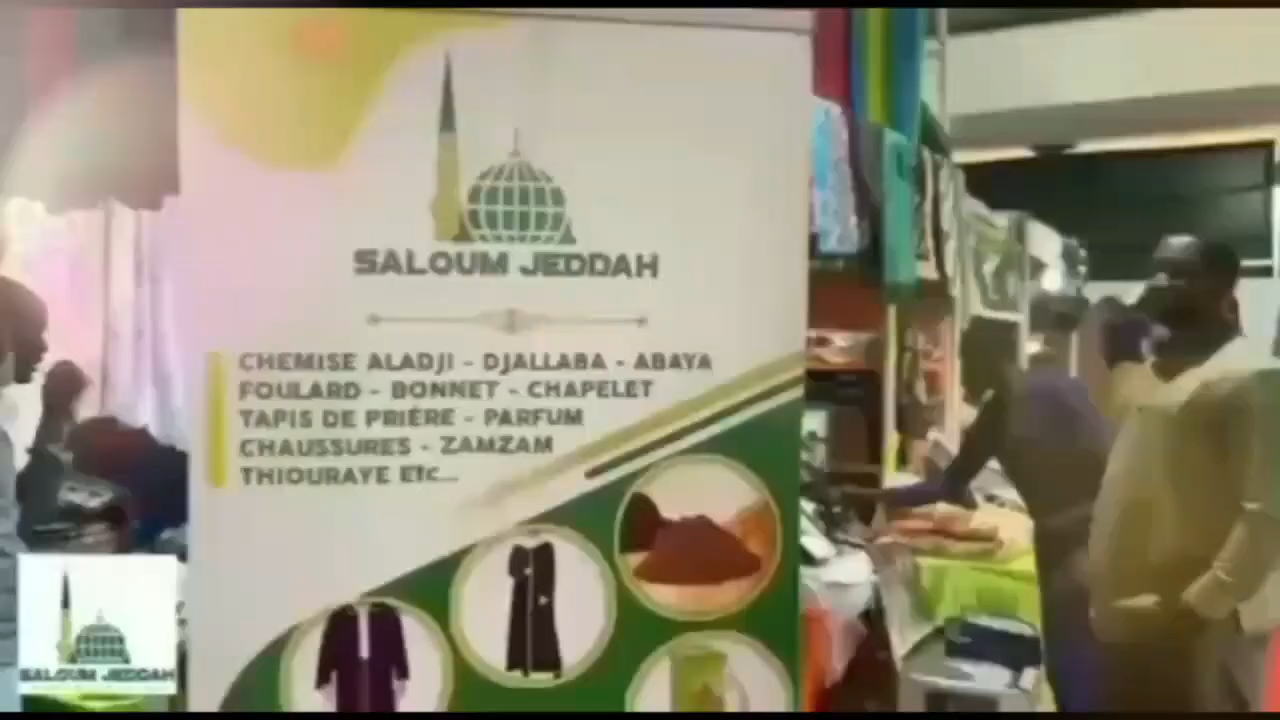 SALOUM JEDDAH
CHEMISE ALADJI - DJALLABA - ABAYA
FOULARD - BONNET - CHAPELET
TAPIS DE PRIÈRE - PARFUM
CHAUSSURES - ZAMZAM
THIOURAYE Etc...
SALOUM JEDDAH